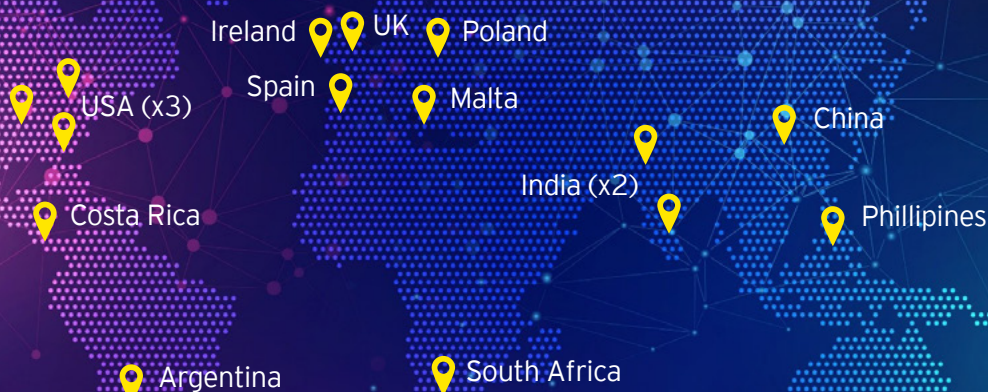 Ireland
UK
Poland
Spain
USA (x3)
Malta
China
India (x2)
Costa Rica
Phillipines
Argentina
South Africa